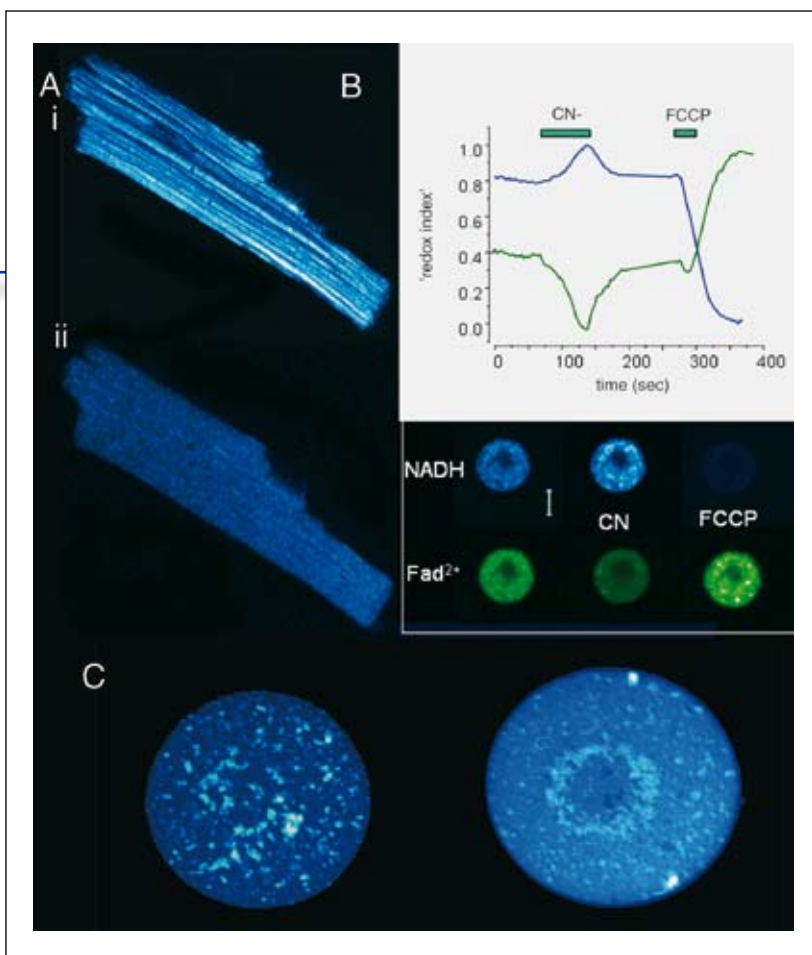 A
B
i
ii
CN-
FCCP
1.0
0.8
0.6
0.4
0.2
0.0
'redox index'
0
100
200
300
400
time (sec)
NADH
CN
FCCP
Fad²⁺
C